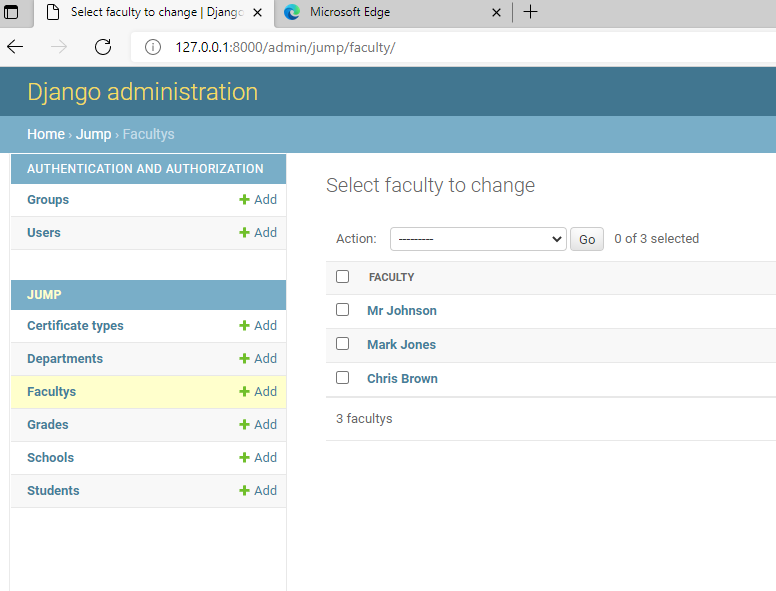 Select faculty to change | Django
Microsoft Edge
127.0.0.1:8000/admin/jump/faculty/
Django administration
Home › Jump › Facultys
AUTHENTICATION AND AUTHORIZATION
Groups + Add
Users + Add
JUMP
Certificate types + Add
Departments + Add
Facultys + Add
Grades + Add
Schools + Add
Students + Add
Select faculty to change
Action: --------- Go 0 of 3 selected
FACULTY
Mr Johnson
Mark Jones
Chris Brown
3 facultys